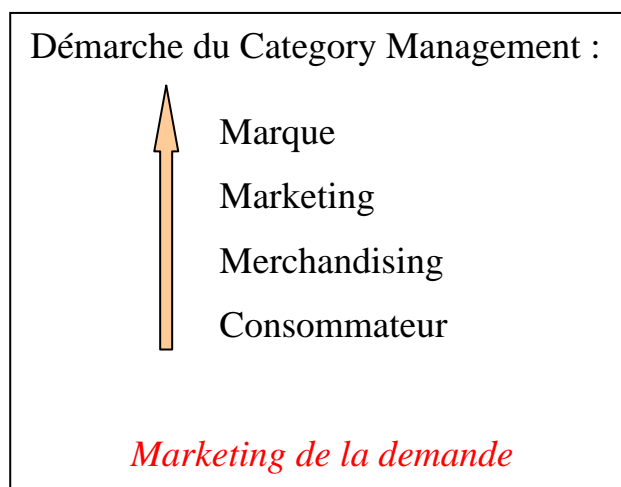 Démarche du Category Management :
Marque
Marketing
Merchandising
Consommateur
Marketing de la demande